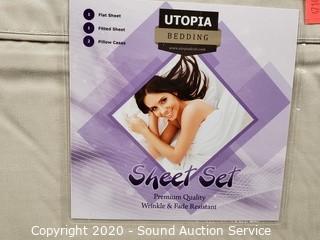 1 Flat Sheet
1 Fitted Sheet
2 Pillow Cases
UTOPIA
BEDDING
Sheet Set
Premium Quality
Wrinkle & Fade Resistant
Copyright 2020 - Sound Auction Service